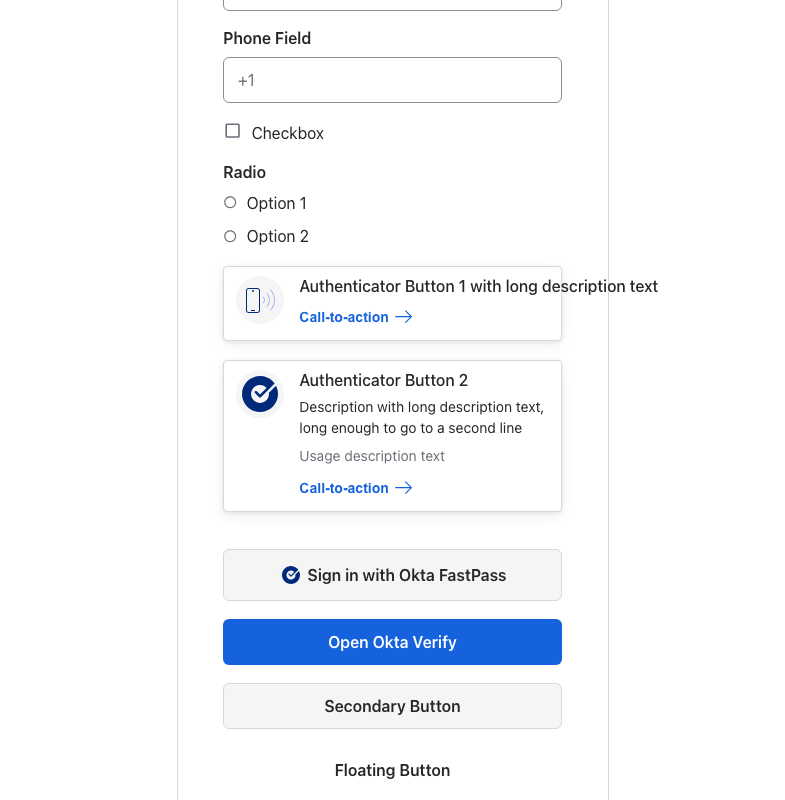 Phone Field
+1
Checkbox
Radio
Option 1
Option 2
Authenticator Button 1 with long description text
Call-to-action
Authenticator Button 2
Description with long description text,
long enough to go to a second line
Usage description text
Call-to-action
Sign in with Okta FastPass
Open Okta Verify
Secondary Button
Floating Button